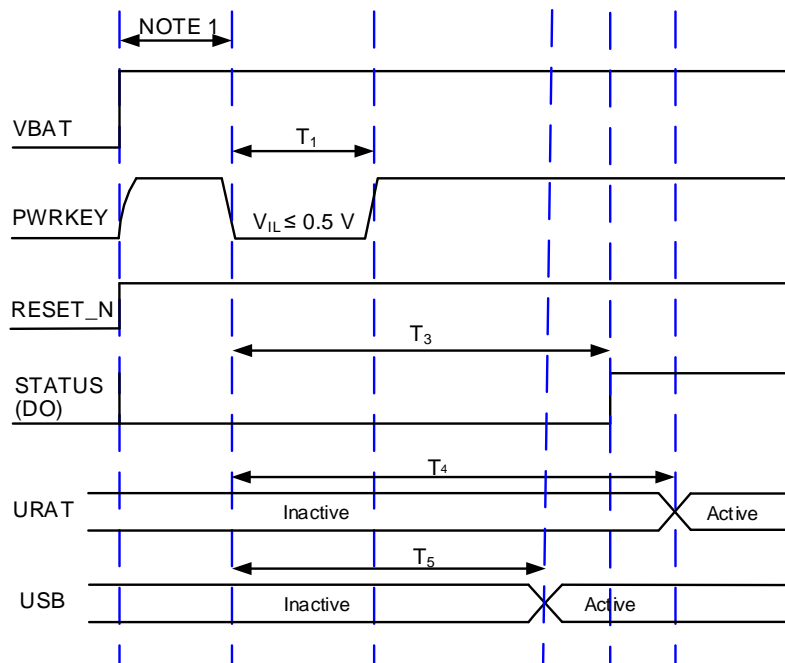 NOTE 1
VBAT
T1
PWRKEY
VIL ≤ 0.5 V
RESET_N
T3
STATUS
(DO)
T4
URAT
Inactive
Active
T5
USB
Inactive
Active